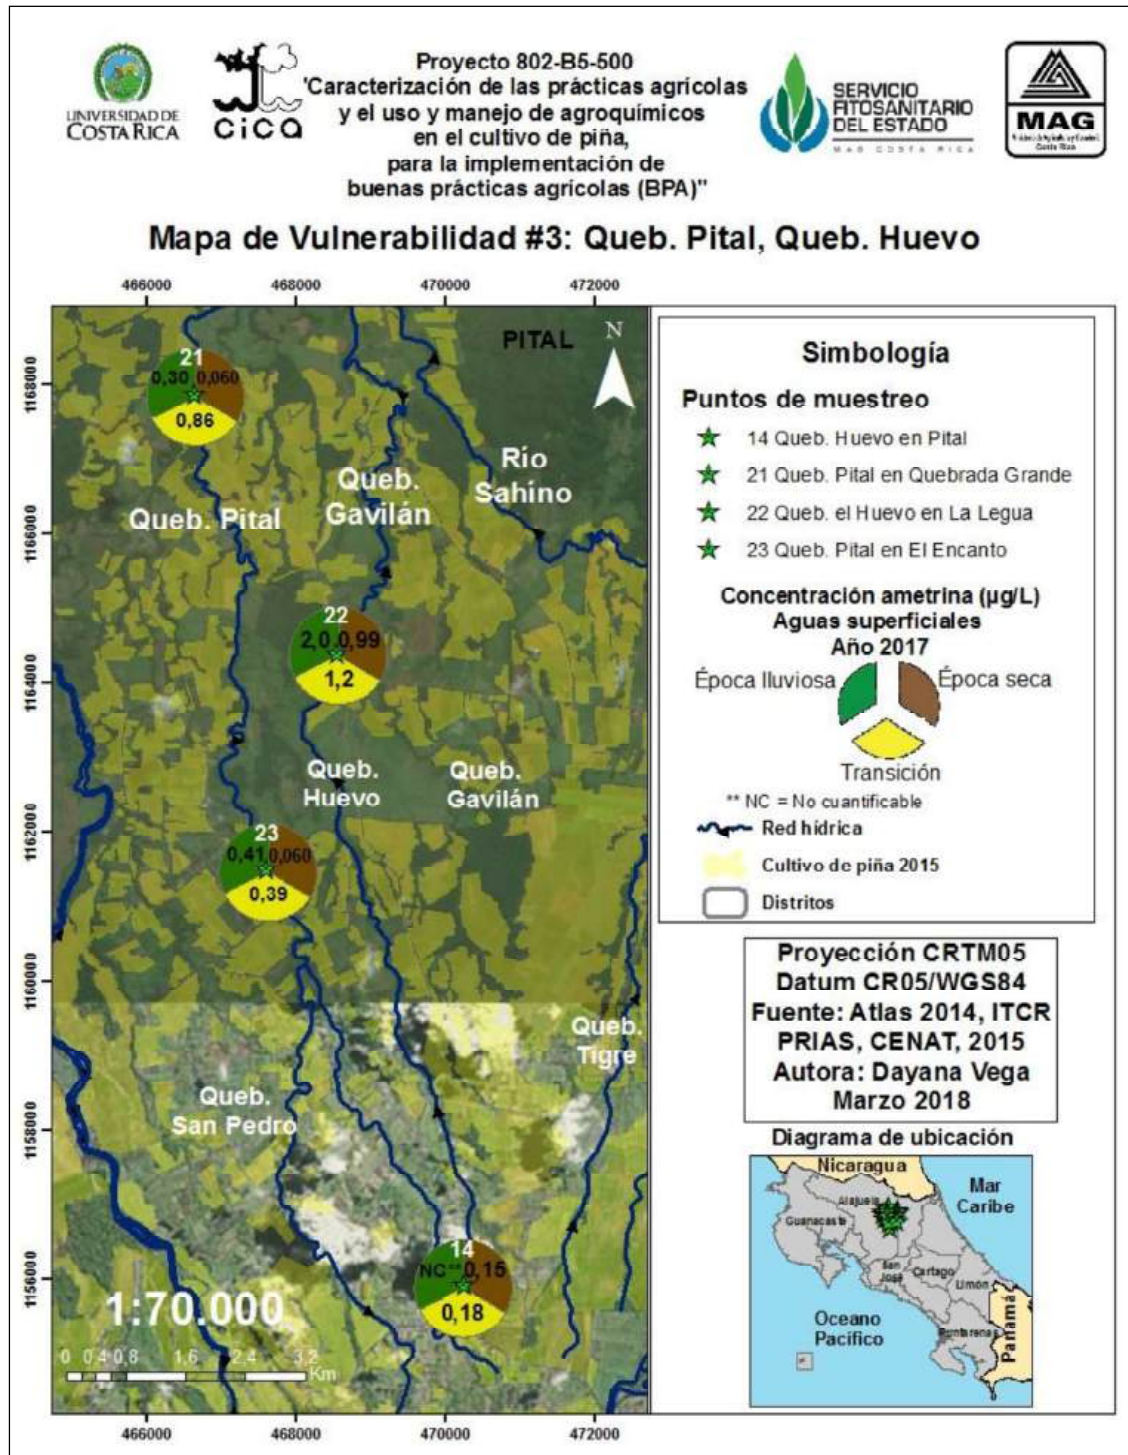 UNIVERSIDAD DE
COSTA RICA
cica
Proyecto 802-B5-500
"Caracterización de las prácticas agrícolas
y el uso y manejo de agroquímicos
en el cultivo de piña,
para la implementación de
buenas prácticas agrícolas (BPA)"
SERVICIO
FITOSANITARIO
DEL ESTADO
MAG COSTA RICA
MAG
Costa Rica
Mapa de Vulnerabilidad #3: Queb. Pital, Queb. Huevo
466000 468000 470000 472000
1168000
1166000
1164000
1162000
1160000
1158000
1156000
PITAL
N
21
0,30 0,060
0,86
Río
Sahíno
Queb.
Gavilán
Queb. Pital
22
2,0 0,99
1,2
Queb.
Huevo
Queb.
Gavilán
23
0,41 0,060
0,39
Queb.
Tigre
Queb.
San Pedro
14
NC** 0,15
0,18
1:70.000
0 0,4 0,8 1,6 2,4 3,2
Km
466000 468000 470000 472000
Simbología
Puntos de muestreo
14 Queb. Huevo en Pital
21 Queb. Pital en Quebrada Grande
22 Queb. el Huevo en La Legua
23 Queb. Pital en El Encanto
Concentración ametrina (µg/L)
Aguas superficiales
Año 2017
Época lluviosa
Época seca
Transición
** NC = No cuantificable
Red hídrica
Cultivo de piña 2015
Distritos
Proyección CRTM05
Datum CR05/WGS84
Fuente: Atlas 2014, ITCR
PRIAS, CENAT, 2015
Autora: Dayana Vega
Marzo 2018
Diagrama de ubicación
Nicaragua
Mar
Caribe
Alajuela
Guanacaste
San
José
Cartago
Limón
Oceano
Pacífico
Puntarenas
Panamá